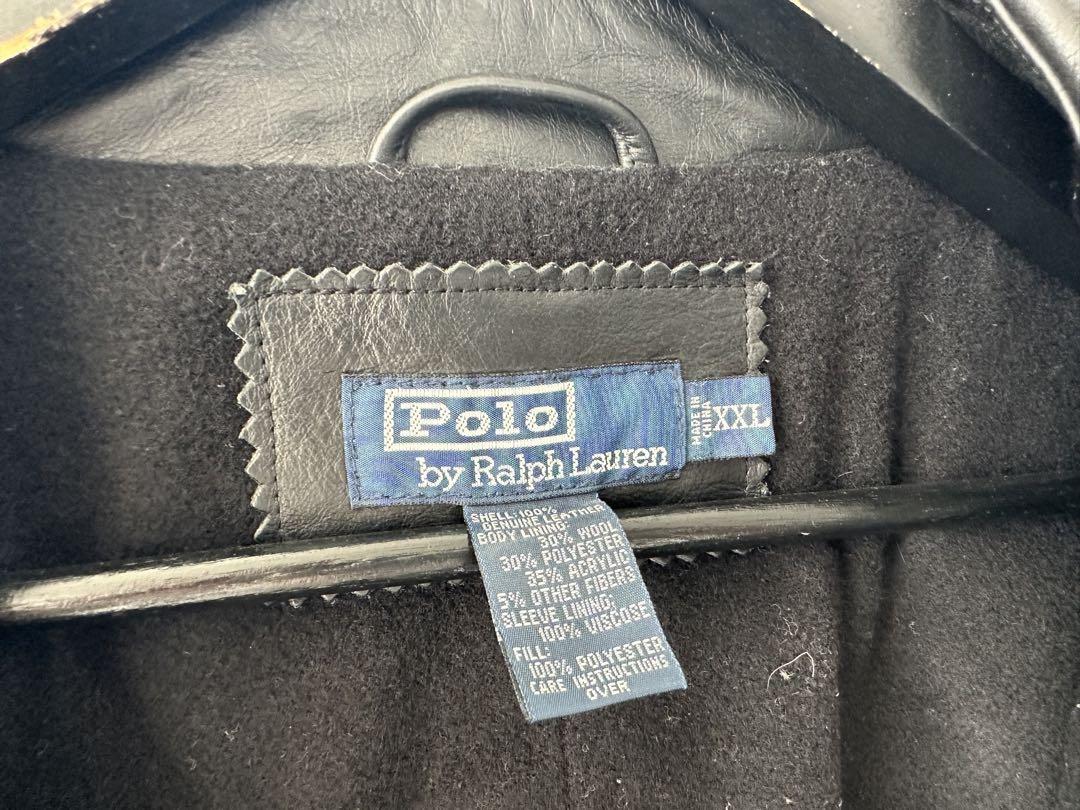 Polo
by Ralph Lauren
MADE IN
CHINA
XXL
SHELL:100%
GENUINE LEATHER
BODY LINING:
30% WOOL
30% POLYESTER
35% ACRYLIC
5% OTHER FIBERS
SLEEVE LINING:
100% VISCOSE
FILL:
100% POLYESTER
CARE INSTRUCTIONS
OVER